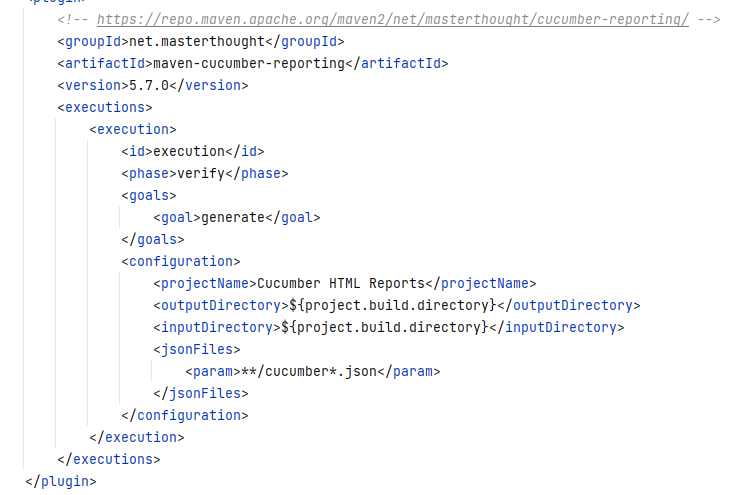 <plugin>
<!-- https://repo.maven.apache.org/maven2/net/masterthought/cucumber-reporting/ -->
<groupId>net.masterthought</groupId>
<artifactId>maven-cucumber-reporting</artifactId>
<version>5.7.0</version>
<executions>
<execution>
<id>execution</id>
<phase>verify</phase>
<goals>
<goal>generate</goal>
</goals>
<configuration>
<projectName>Cucumber HTML Reports</projectName>
<outputDirectory>${project.build.directory}</outputDirectory>
<inputDirectory>${project.build.directory}</inputDirectory>
<jsonFiles>
<param>**/cucumber*.json</param>
</jsonFiles>
</configuration>
</execution>
</executions>
</plugin>